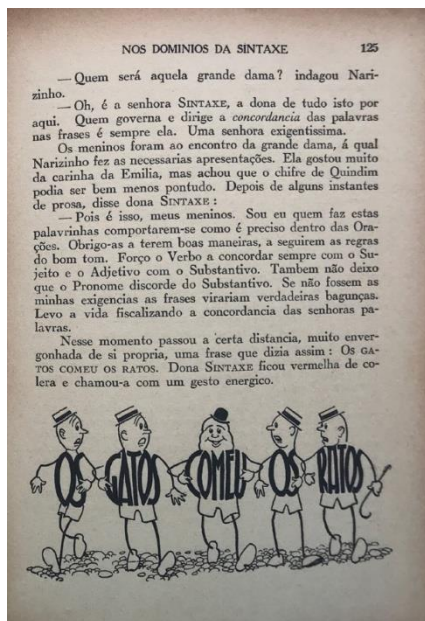 NOS DOMINIOS DA SINTAXE 125
— Quem será aquela grande dama? indagou Nari-
zinho.
— Oh, é a senhora SINTAXE, a dona de tudo isto por
aqui. Quem governa e dirige a concordancia das palavras
nas frases é sempre ela. Uma senhora exigentissima.
Os meninos foram ao encontro da grande dama, á qual
Narizinho fez as necessarias apresentações. Ela gostou muito
da carinha da Emilia, mas achou que o chifre de Quindim
podia ser bem menos pontudo. Depois de alguns instantes
de prosa, disse dona SINTAXE:
— Pois é isso, meus meninos. Sou eu quem faz estas
palavrinhas comportarem-se como é preciso dentro das Ora-
ções. Obrigo-as a terem boas maneiras, a seguirem as regras
do bom tom. Forço o Verbo a concordar sempre com o Su-
jeito e o Adjetivo com o Substantivo. Tambem não deixo
que o Pronome discorde do Substantivo. Se não fossem as
minhas exigencias as frases virariam verdadeiras bagunças.
Levo a vida fiscalizando a concordancia das senhoras pa-
lavras.
Nesse momento passou a certa distancia, muito enver-
gonhada de si propria, uma frase que dizia assim: OS GA-
TOS COMEU OS RATOS. Dona SINTAXE ficou vermelha de co-
lera e chamou-a com um gesto energico.
OS GATOS COMEU OS RATOS